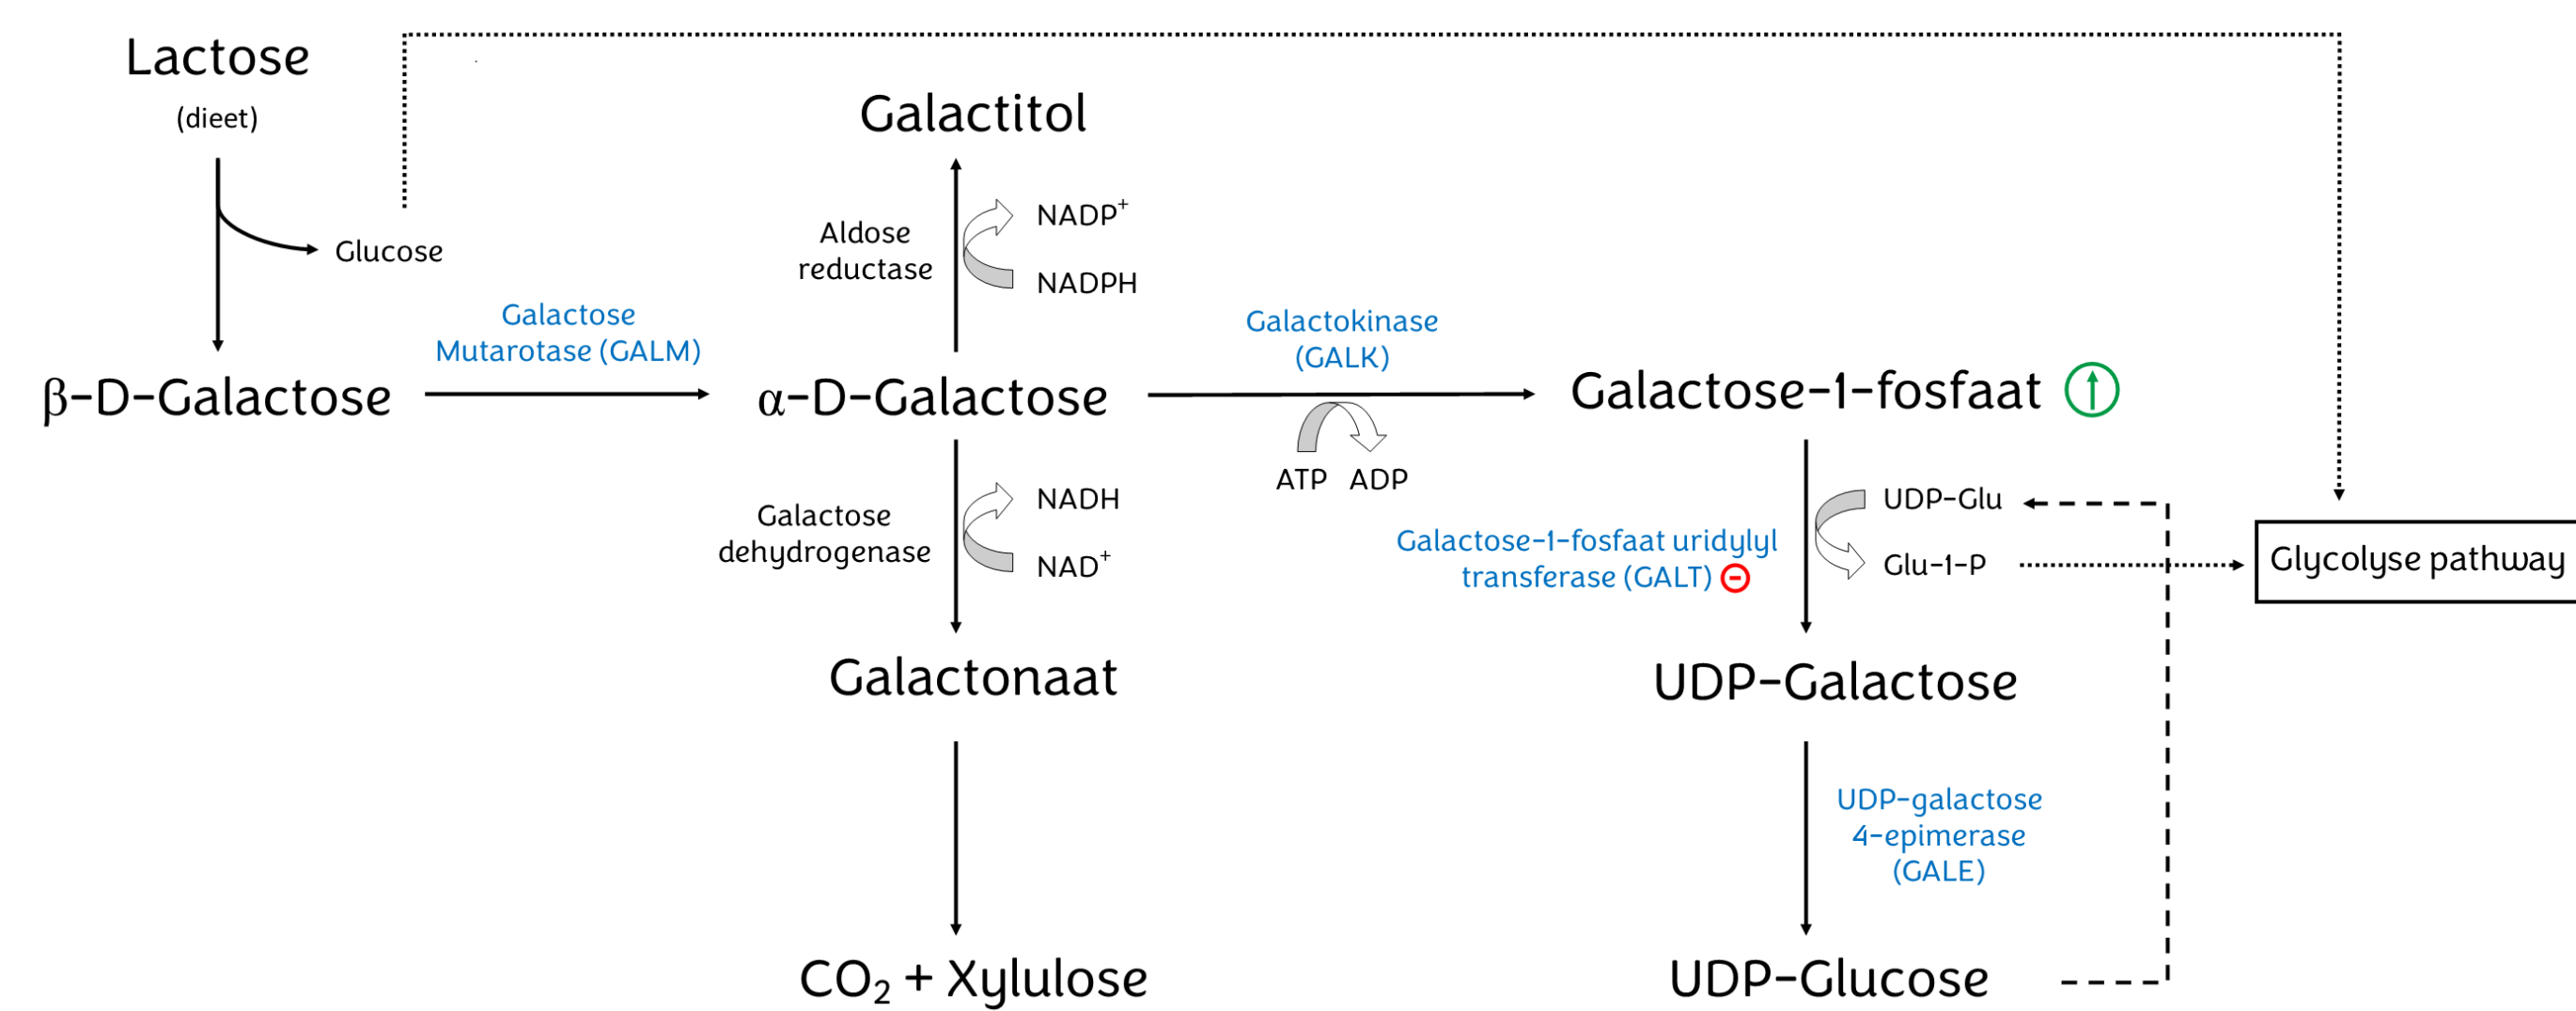 Lactose
(dieet)
Glucose
Galactitol
Aldose
reductase
NADP⁺
NADPH
Galactose
Mutarotase (GALM)
Galactokinase
(GALK)
β-D-Galactose
α-D-Galactose
Galactose-1-fosfaat
ATP ADP
Galactose
dehydrogenase
NADH
NAD⁺
Galactose-1-fosfaat uridylyl
transferase (GALT)
UDP-Glu
Glu-1-P
Glycolyse pathway
Galactonaat
UDP-Galactose
UDP-galactose
4-epimerase
(GALE)
CO₂ + Xylulose
UDP-Glucose